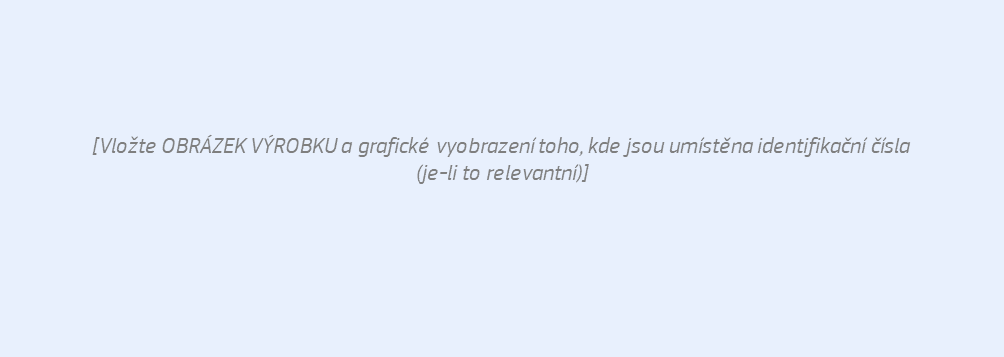 [Vložte OBRÁZEK VÝROBKU a grafické vyobrazení toho, kde jsou umístěna identifikační čísla
(je-li to relevantní)]